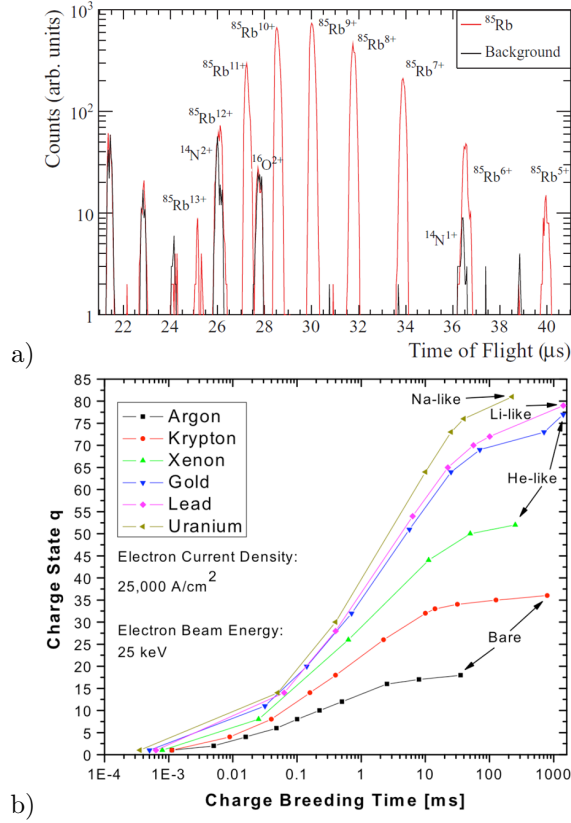 a)
Counts (arb. units)
10³
10²
10
1
⁸⁵Rb¹⁰⁺
⁸⁵Rb⁹⁺
⁸⁵Rb
Background
⁸⁵Rb⁸⁺
⁸⁵Rb¹¹⁺
⁸⁵Rb⁷⁺
⁸⁵Rb¹²⁺
¹⁴N²⁺
¹⁶O²⁺
⁸⁵Rb⁶⁺
⁸⁵Rb⁵⁺
⁸⁵Rb¹³⁺
¹⁴N¹⁺
22 24 26 28 30 32 34 36 38 40
Time of Flight (μs)
b)
Charge State q
85
80
75
70
65
60
55
50
45
40
35
30
25
20
15
10
5
0
Argon
Krypton
Xenon
Gold
Lead
Uranium
Na-like
Li-like
He-like
Electron Current Density:
25,000 A/cm²
Electron Beam Energy:
25 keV
Bare
1E-4 1E-3 0.01 0.1 1 10 100 1000
Charge Breeding Time [ms]